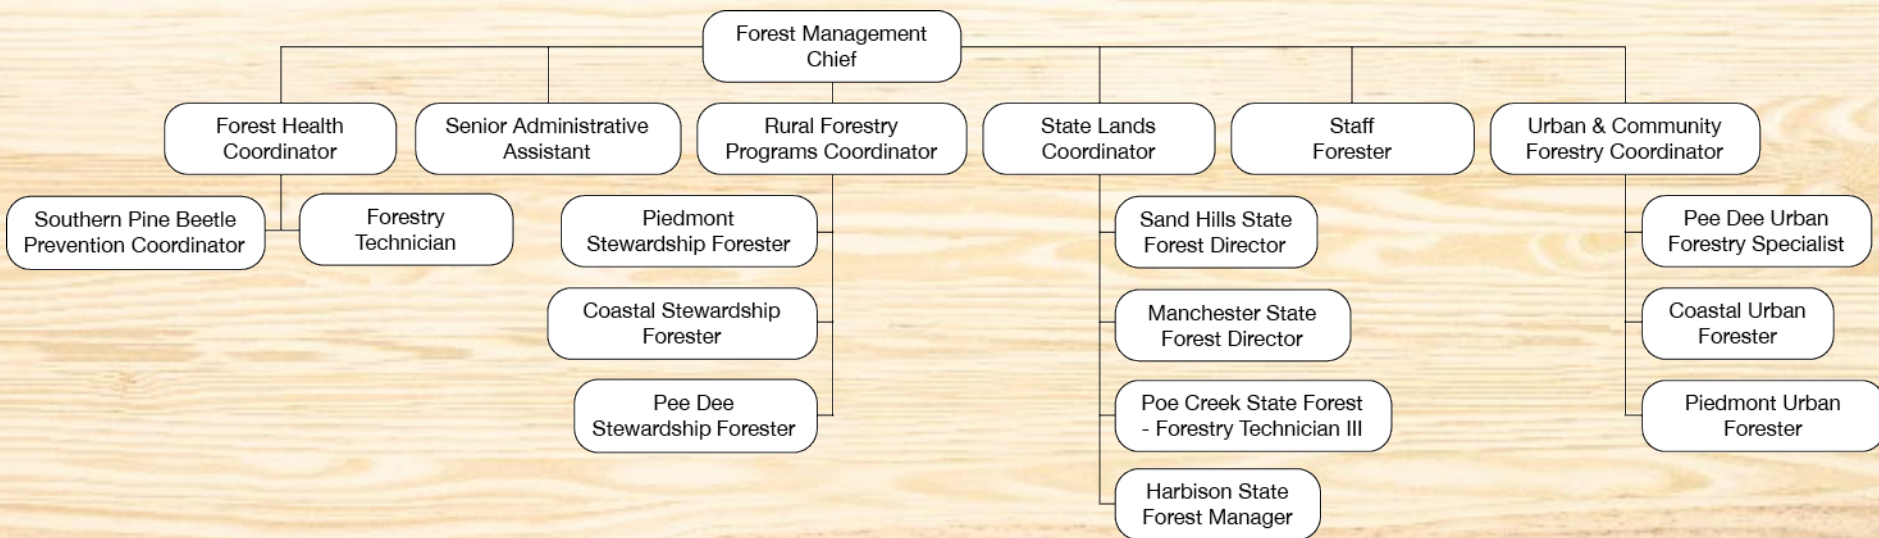 Forest Management
Chief
Forest Health
Coordinator
Senior Administrative
Assistant
Rural Forestry
Programs Coordinator
State Lands
Coordinator
Staff
Forester
Urban & Community
Forestry Coordinator
Southern Pine Beetle
Prevention Coordinator
Forestry
Technician
Piedmont
Stewardship Forester
Coastal Stewardship
Forester
Pee Dee
Stewardship Forester
Sand Hills State
Forest Director
Manchester State
Forest Director
Poe Creek State Forest
- Forestry Technician III
Harbison State
Forest Manager
Pee Dee Urban
Forestry Specialist
Coastal Urban
Forester
Piedmont Urban
Forester